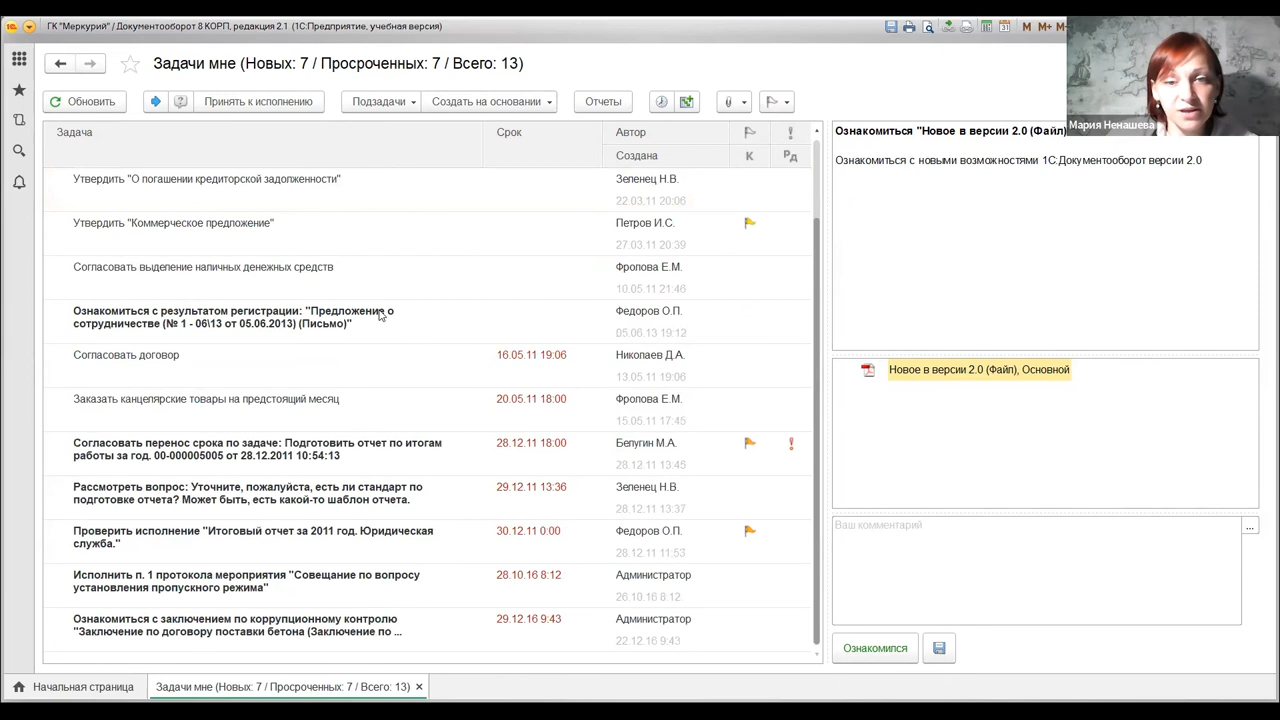 ГК "Меркурий" / Документооборот 8 КОРП, редакция 2.1 (1С:Предприятие, учебная версия)
M M+ M-
Задачи мне (Новых: 7 / Просроченных: 7 / Всего: 13)
Обновить
Принять к исполнению
Подзадачи
Создать на основании
Отчеты
Задача
Срок
Автор
Создана
К
Рд
Утвердить "О погашении кредиторской задолженности"
Зеленец Н.В.
22.03.11 20:06
Утвердить "Коммерческое предложение"
Петров И.С.
27.03.11 20:39
Согласовать выделение наличных денежных средств
Фролова Е.М.
10.05.11 21:46
Ознакомиться с результатом регистрации: "Предложение о
сотрудничестве (№ 1 - 06\13 от 05.06.2013) (Письмо)"
Федоров О.П.
05.06.13 19:12
Согласовать договор
16.05.11 19:06
Николаев Д.А.
13.05.11 19:06
Заказать канцелярские товары на предстоящий месяц
20.05.11 18:00
Фролова Е.М.
15.05.11 17:45
Согласовать перенос срока по задаче: Подготовить отчет по итогам
работы за год. 00-000005005 от 28.12.2011 10:54:13
28.12.11 18:00
Белугин М.А.
28.12.11 13:45
Рассмотреть вопрос: Уточните, пожалуйста, есть ли стандарт по
подготовке отчета? Может быть, есть какой-то шаблон отчета.
29.12.11 13:36
Зеленец Н.В.
28.12.11 13:37
Проверить исполнение "Итоговый отчет за 2011 год. Юридическая
служба."
30.12.11 0:00
Федоров О.П.
28.12.11 11:53
Исполнить п. 1 протокола мероприятия "Совещание по вопросу
установления пропускного режима"
28.10.16 8:12
Администратор
26.10.16 8:12
Ознакомиться с заключением по коррупционному контролю
"Заключение по договору поставки бетона (Заключение по ...
29.12.16 9:43
Администратор
22.12.16 9:43
Мария Ненашева
Ознакомиться "Новое в версии 2.0 (Файл)
Ознакомиться с новыми возможностями 1С:Документооборот версии 2.0
Новое в версии 2.0 (Файл), Основной
Ваш комментарий
...
Ознакомился
Начальная страница
Задачи мне (Новых: 7 / Просроченных: 7 / Всего: 13)